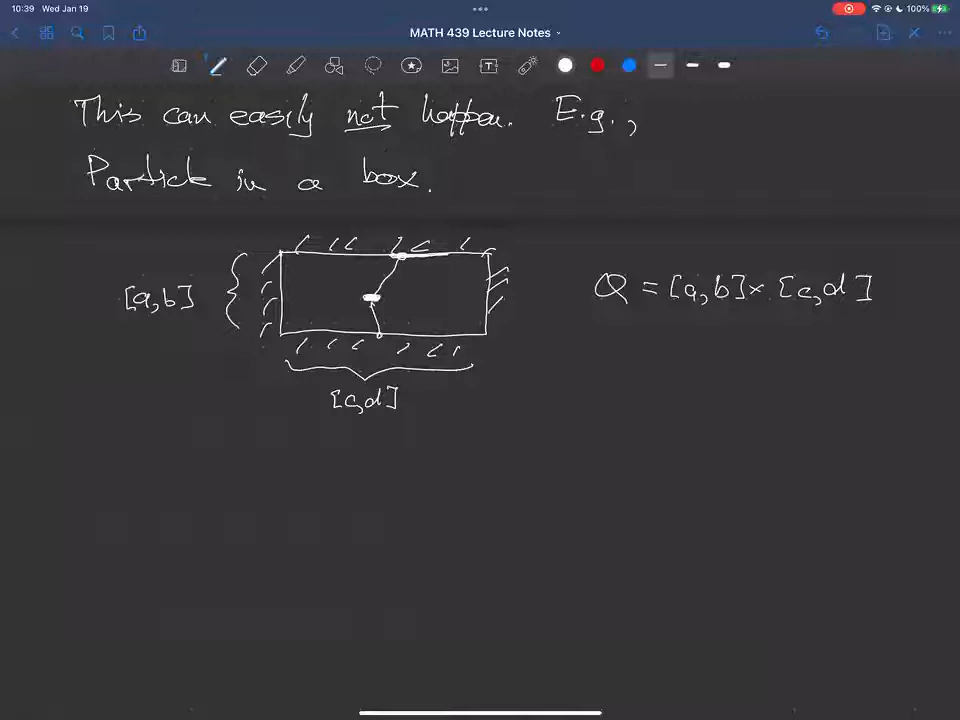 10:39 Wed Jan 19
100%
MATH 439 Lecture Notes
This can easily not happen. E.g.,
Particle in a box.
[a,b]
Q = [a,b]×[c,d]
[c,d]